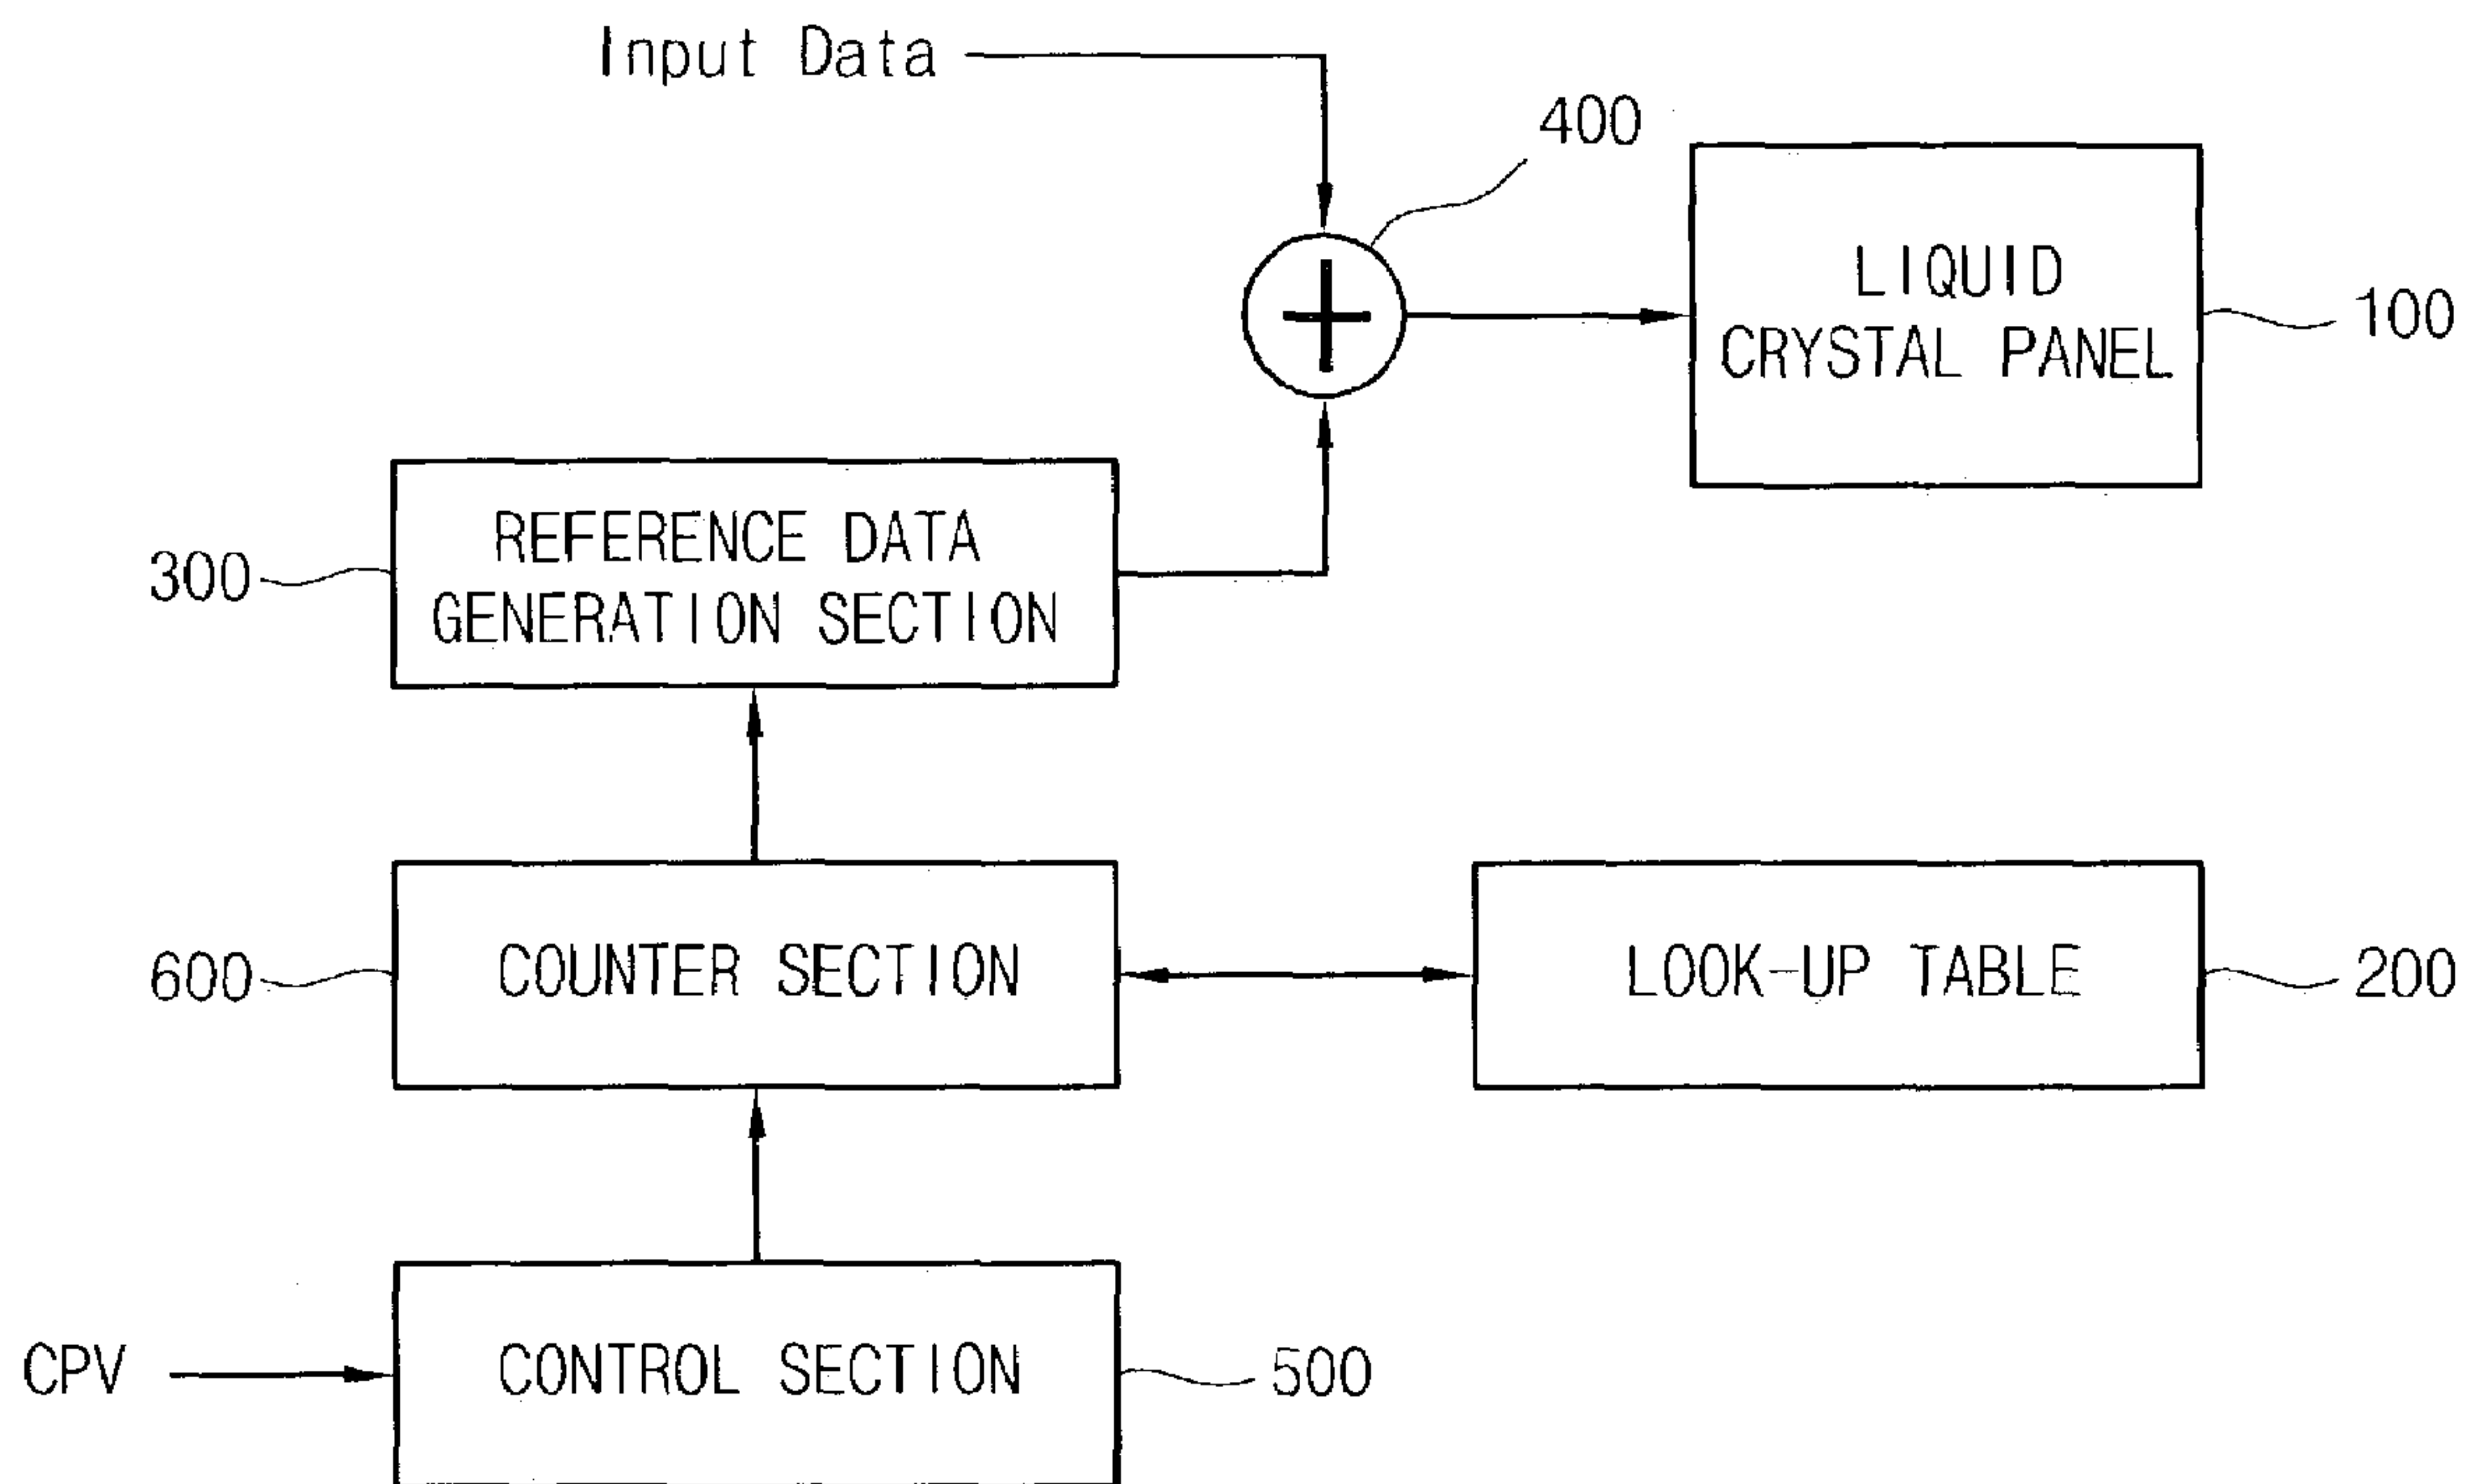 Input Data
400
LIQUID
CRYSTAL PANEL
100
REFERENCE DATA
GENERATION SECTION
300
COUNTER SECTION
600
LOOK-UP TABLE
200
CPV
CONTROL SECTION
500